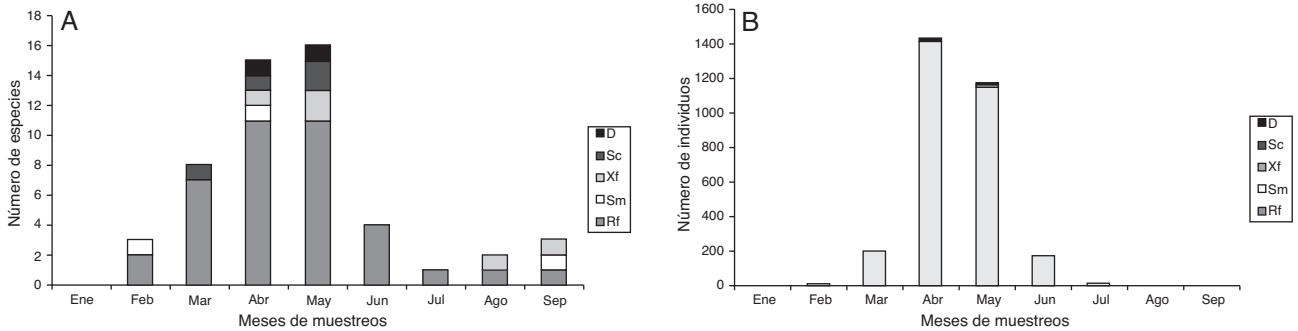 A
Número de especies
18
16
14
12
10
8
6
4
2
0
Ene Feb Mar Abr May Jun Jul Ago Sep
Meses de muestreos
D
Sc
Xf
Sm
Rf
B
Número de individuos
1600
1400
1200
1000
800
600
400
200
0
Ene Feb Mar Abr May Jun Jul Ago Sep
Meses de muestreos
D
Sc
Xf
Sm
Rf